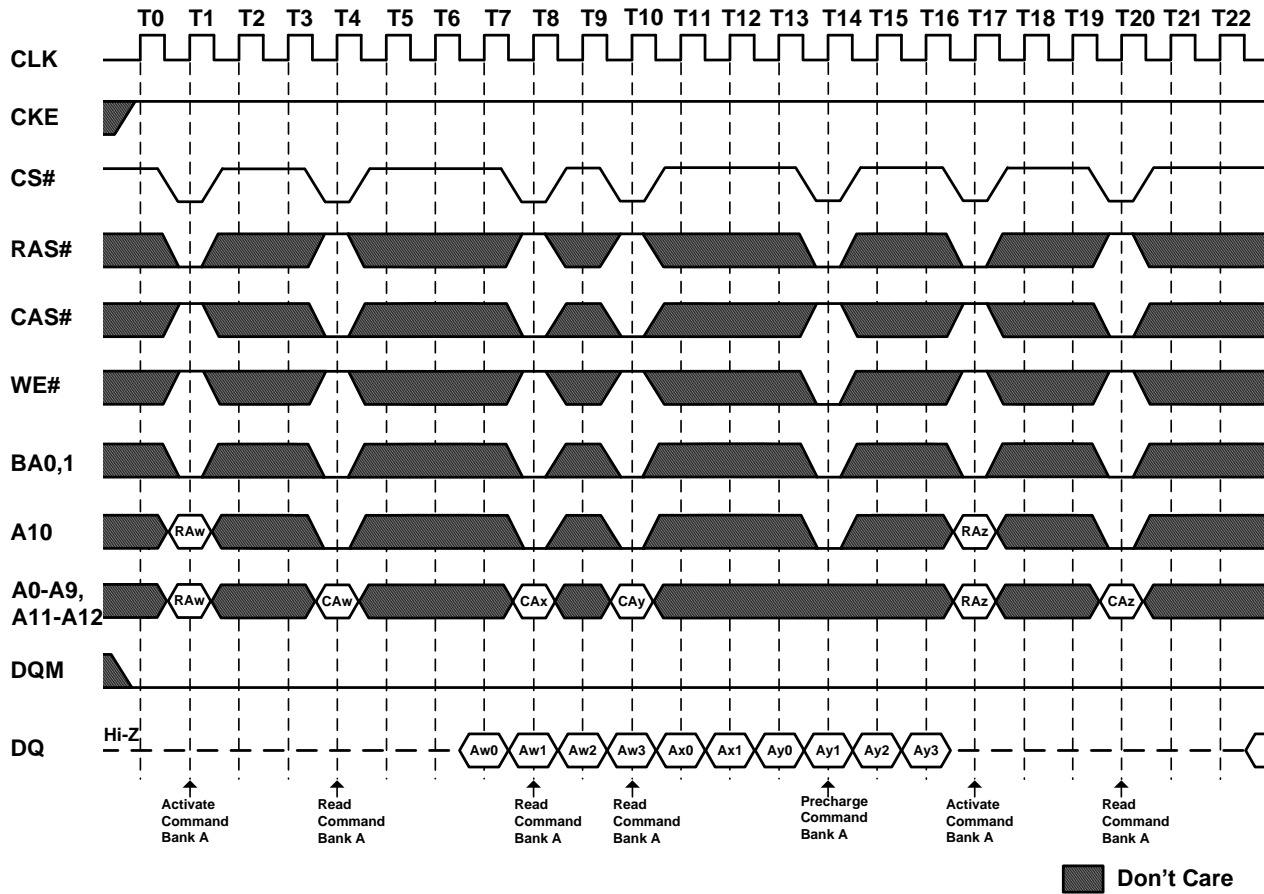 T0 T1 T2 T3 T4 T5 T6 T7 T8 T9 T10 T11 T12 T13 T14 T15 T16 T17 T18 T19 T20 T21 T22
CLK
CKE
CS#
RAS#
CAS#
WE#
BA0,1
A10
RAw RAz
A0-A9,
A11-A12
RAw CAw CAx CAy RAz CAz
DQM
Hi-Z
DQ
Aw0 Aw1 Aw2 Aw3 Ax0 Ax1 Ay0 Ay1 Ay2 Ay3
Activate
Command
Bank A
Read
Command
Bank A
Read
Command
Bank A
Read
Command
Bank A
Precharge
Command
Bank A
Activate
Command
Bank A
Read
Command
Bank A
Don't Care